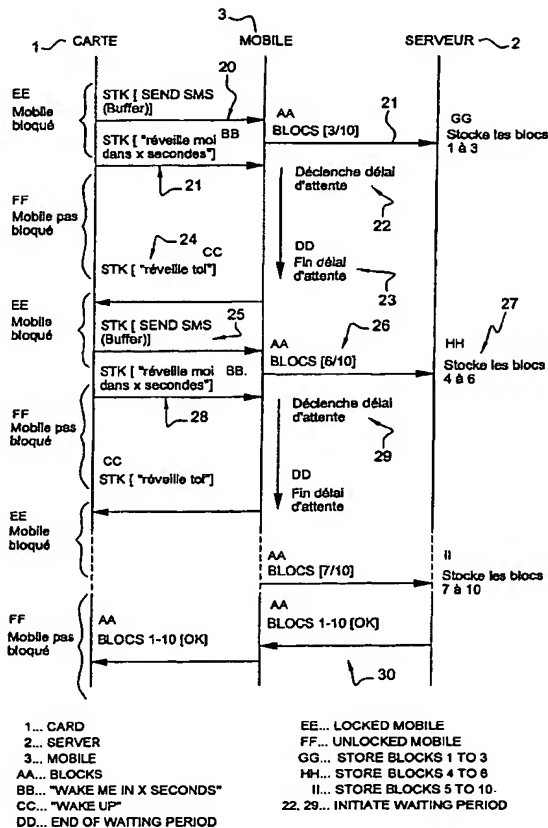 3
1 CARTE MOBILE SERVEUR 2
20
EE
Mobile
bloqué
STK [ SEND SMS
(Buffer)]
BB
STK [ "réveille moi
dans x secondes"]
21
AA
BLOCS [3/10]
21
GG
Stocke les blocs
1 à 3
Déclenche délai
d'attente
22
FF
Mobile pas
bloqué
24
CC
STK [ "réveille toi"]
DD
Fin délai
d'attente
23
EE
Mobile
bloqué
STK [ SEND SMS
(Buffer)]
25
AA
BLOCS [6/10]
26
27
HH
Stocke les blocs
4 à 6
STK [ "réveille moi
dans x secondes"]
BB.
28
FF
Mobile pas
bloqué
Déclenche délai
d'attente
29
CC
STK [ "réveille toi"]
DD
Fin délai
d'attente
EE
Mobile
bloqué
AA
BLOCS [7/10]
II
Stocke les blocs
7 à 10
FF
Mobile pas
bloqué
AA
BLOCS 1-10 [OK]
AA
BLOCS 1-10 [OK]
30
1... CARD
2... SERVER
3... MOBILE
AA... BLOCKS
BB... "WAKE ME IN X SECONDS"
CC... "WAKE UP"
DD... END OF WAITING PERIOD
EE... LOCKED MOBILE
FF... UNLOCKED MOBILE
GG... STORE BLOCKS 1 TO 3
HH... STORE BLOCKS 4 TO 6
II... STORE BLOCKS 5 TO 10-
22, 29... INITIATE WAITING PERIOD